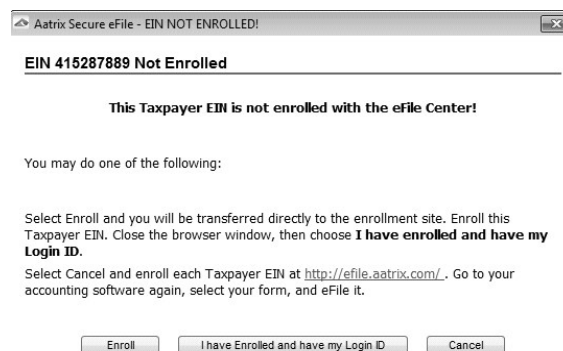 Aatrix Secure eFile - EIN NOT ENROLLED!
EIN 415287889 Not Enrolled
This Taxpayer EIN is not enrolled with the eFile Center!
You may do one of the following:
Select Enroll and you will be transferred directly to the enrollment site. Enroll this
Taxpayer EIN. Close the browser window, then choose I have enrolled and have my
Login ID.
Select Cancel and enroll each Taxpayer EIN at http://efile.aatrix.com/ . Go to your
accounting software again, select your form, and eFile it.
Enroll I have Enrolled and have my Login ID Cancel